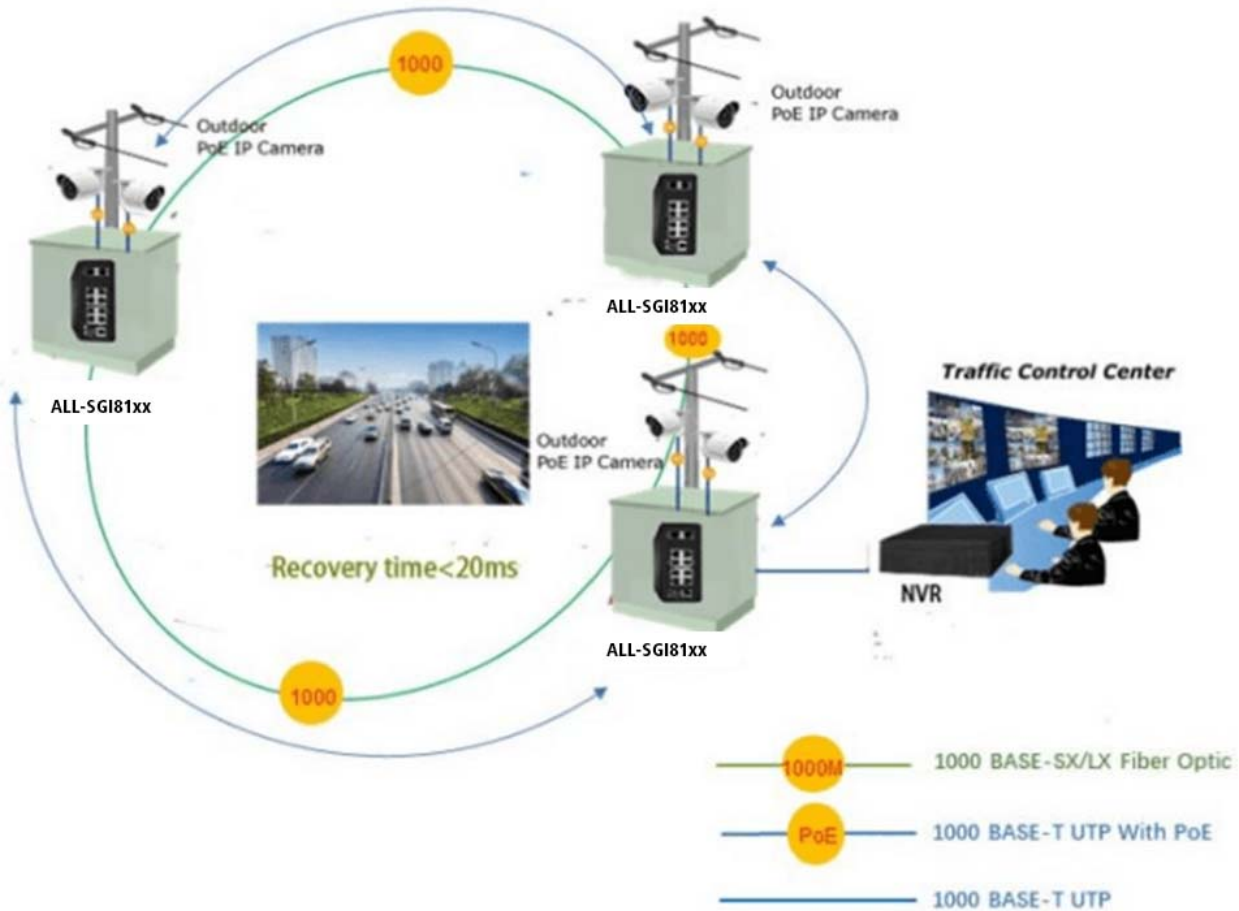 1000
Outdoor
PoE IP Camera
Outdoor
PoE IP Camera
ALL-SGI81xx
1000
Traffic Control Center
ALL-SGI81xx
Outdoor
PoE IP Camera
Recovery time<20ms
NVR
ALL-SGI81xx
1000
1000M
1000 BASE-SX/LX Fiber Optic
PoE
1000 BASE-T UTP With PoE
1000 BASE-T UTP